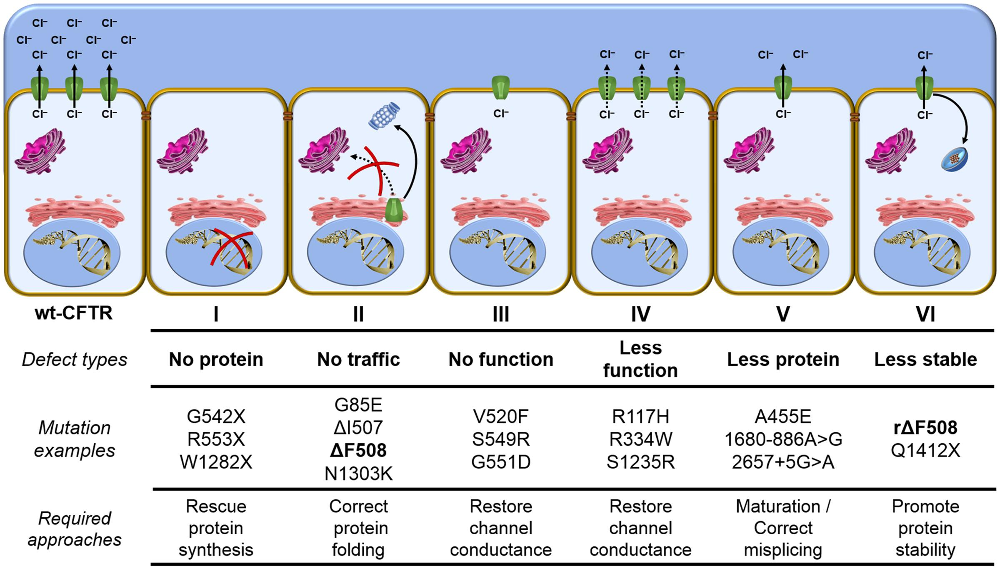 Cl– Cl– Cl–
Cl– Cl– Cl– Cl–
Cl– Cl– Cl– Cl– Cl– Cl– Cl– Cl– Cl–
Cl– Cl– Cl– Cl– Cl– Cl– Cl– Cl– Cl–
wt-CFTR I II III IV V VI
Defect types
No protein
No traffic
No function
Less
function
Less protein
Less stable
Mutation
examples
G542X
R553X
W1282X
G85E
ΔI507
ΔF508
N1303K
V520F
S549R
G551D
R117H
R334W
S1235R
A455E
1680-886A>G
2657+5G>A
rΔF508
Q1412X
Required
approaches
Rescue
protein
synthesis
Correct
protein
folding
Restore
channel
conductance
Restore
channel
conductance
Maturation /
Correct
misplicing
Promote
protein
stability